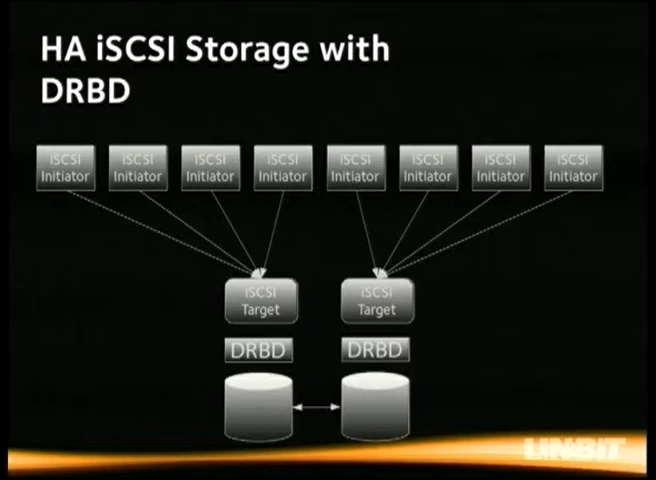 HA iSCSI Storage with
DRBD
iSCSI
Initiator
iSCSI
Initiator
iSCSI
Initiator
iSCSI
Initiator
iSCSI
Initiator
iSCSI
Initiator
iSCSI
Initiator
iSCSI
Initiator
iSCSI
Target
iSCSI
Target
DRBD
DRBD
LINBIT